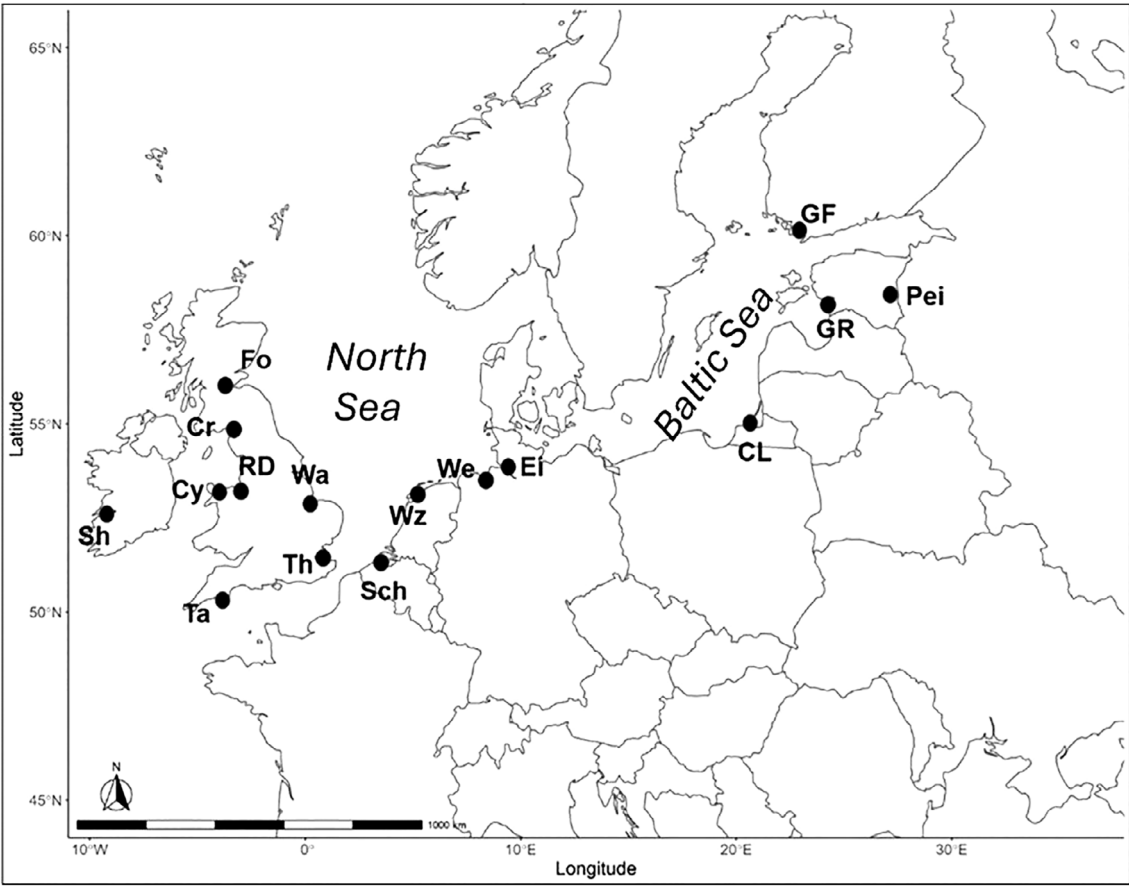 65°N
60°N
GF
Pei
GR
Baltic Sea
North
Sea
Fo
55°N
Cr
CL
RD
Wa
We
Ei
Cy
Wz
Sh
Th
Sch
50°N
Ta
45°N
N
1000 km
10°W
0°
10°E
20°E
30°E
Latitude
Longitude